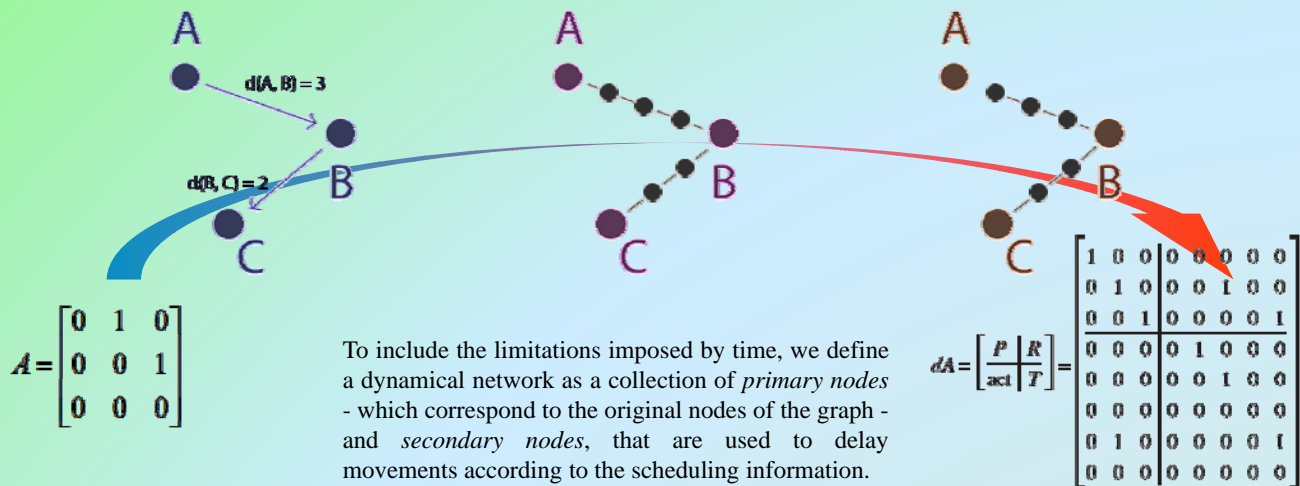 A
A
A
d(A, B) = 3
B
B
B
d(B, C) = 2
C
C
C
A = [0 1 0
0 0 1
0 0 0]
To include the limitations imposed by time, we define
a dynamical network as a collection of primary nodes
- which correspond to the original nodes of the graph -
and secondary nodes, that are used to delay
movements according to the scheduling information.
dA = [P | R
act | T] =
1 0 0 | 0 0 0 0 0
0 1 0 | 0 0 1 0 0
0 0 1 | 0 0 0 0 1
0 0 0 | 0 1 0 0 0
0 0 0 | 0 0 1 0 0
0 0 0 | 0 0 0 0 0
0 1 0 | 0 0 0 0 1
0 0 0 | 0 0 0 0 0